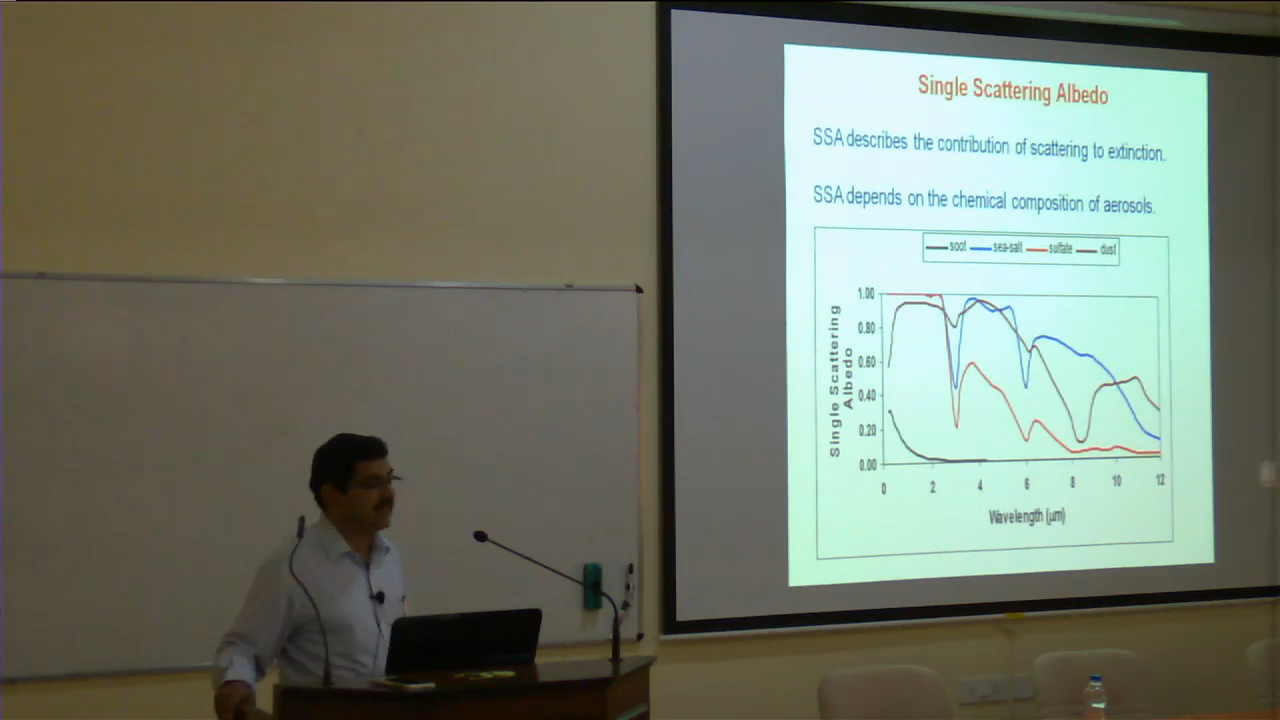 Single Scattering Albedo
SSA describes the contribution of scattering to extinction.
SSA depends on the chemical composition of aerosols.
soot sea-salt sulfate dust
1.00
0.80
0.60
0.40
0.20
0.00
Single Scattering
Albedo
0 2 4 6 8 10 12
Wavelength (µm)